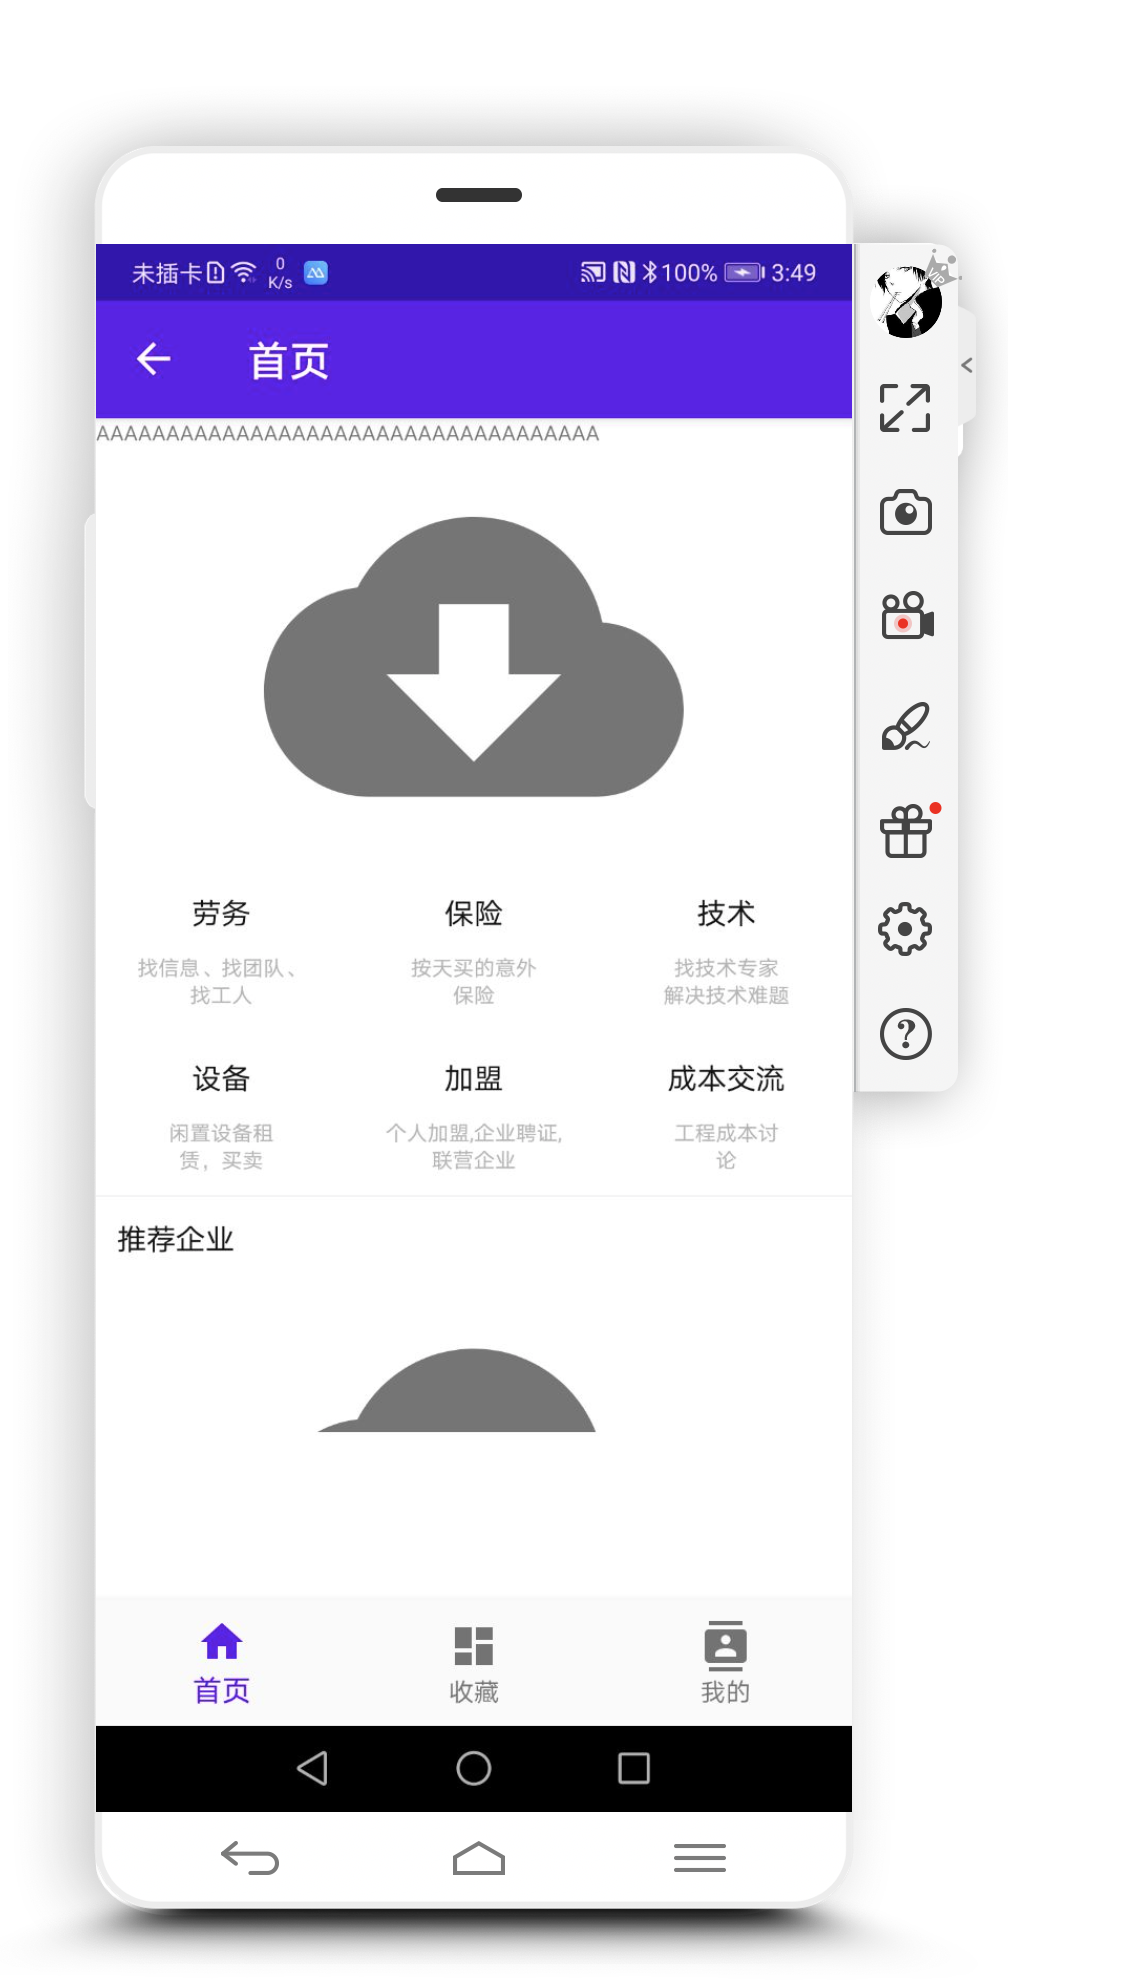 未插卡 0 K/s 100% 3:49
VIP
首页
AAAAAAAAAAAAAAAAAAAAAAAAAAAAAAAAAAAA
劳务 保险 技术
找信息、找团队、 按天买的意外 找技术专家
找工人 保险 解决技术难题
设备 加盟 成本交流
闲置设备租 个人加盟,企业聘证, 工程成本讨
赁，买卖 联营企业 论
推荐企业
首页 收藏 我的